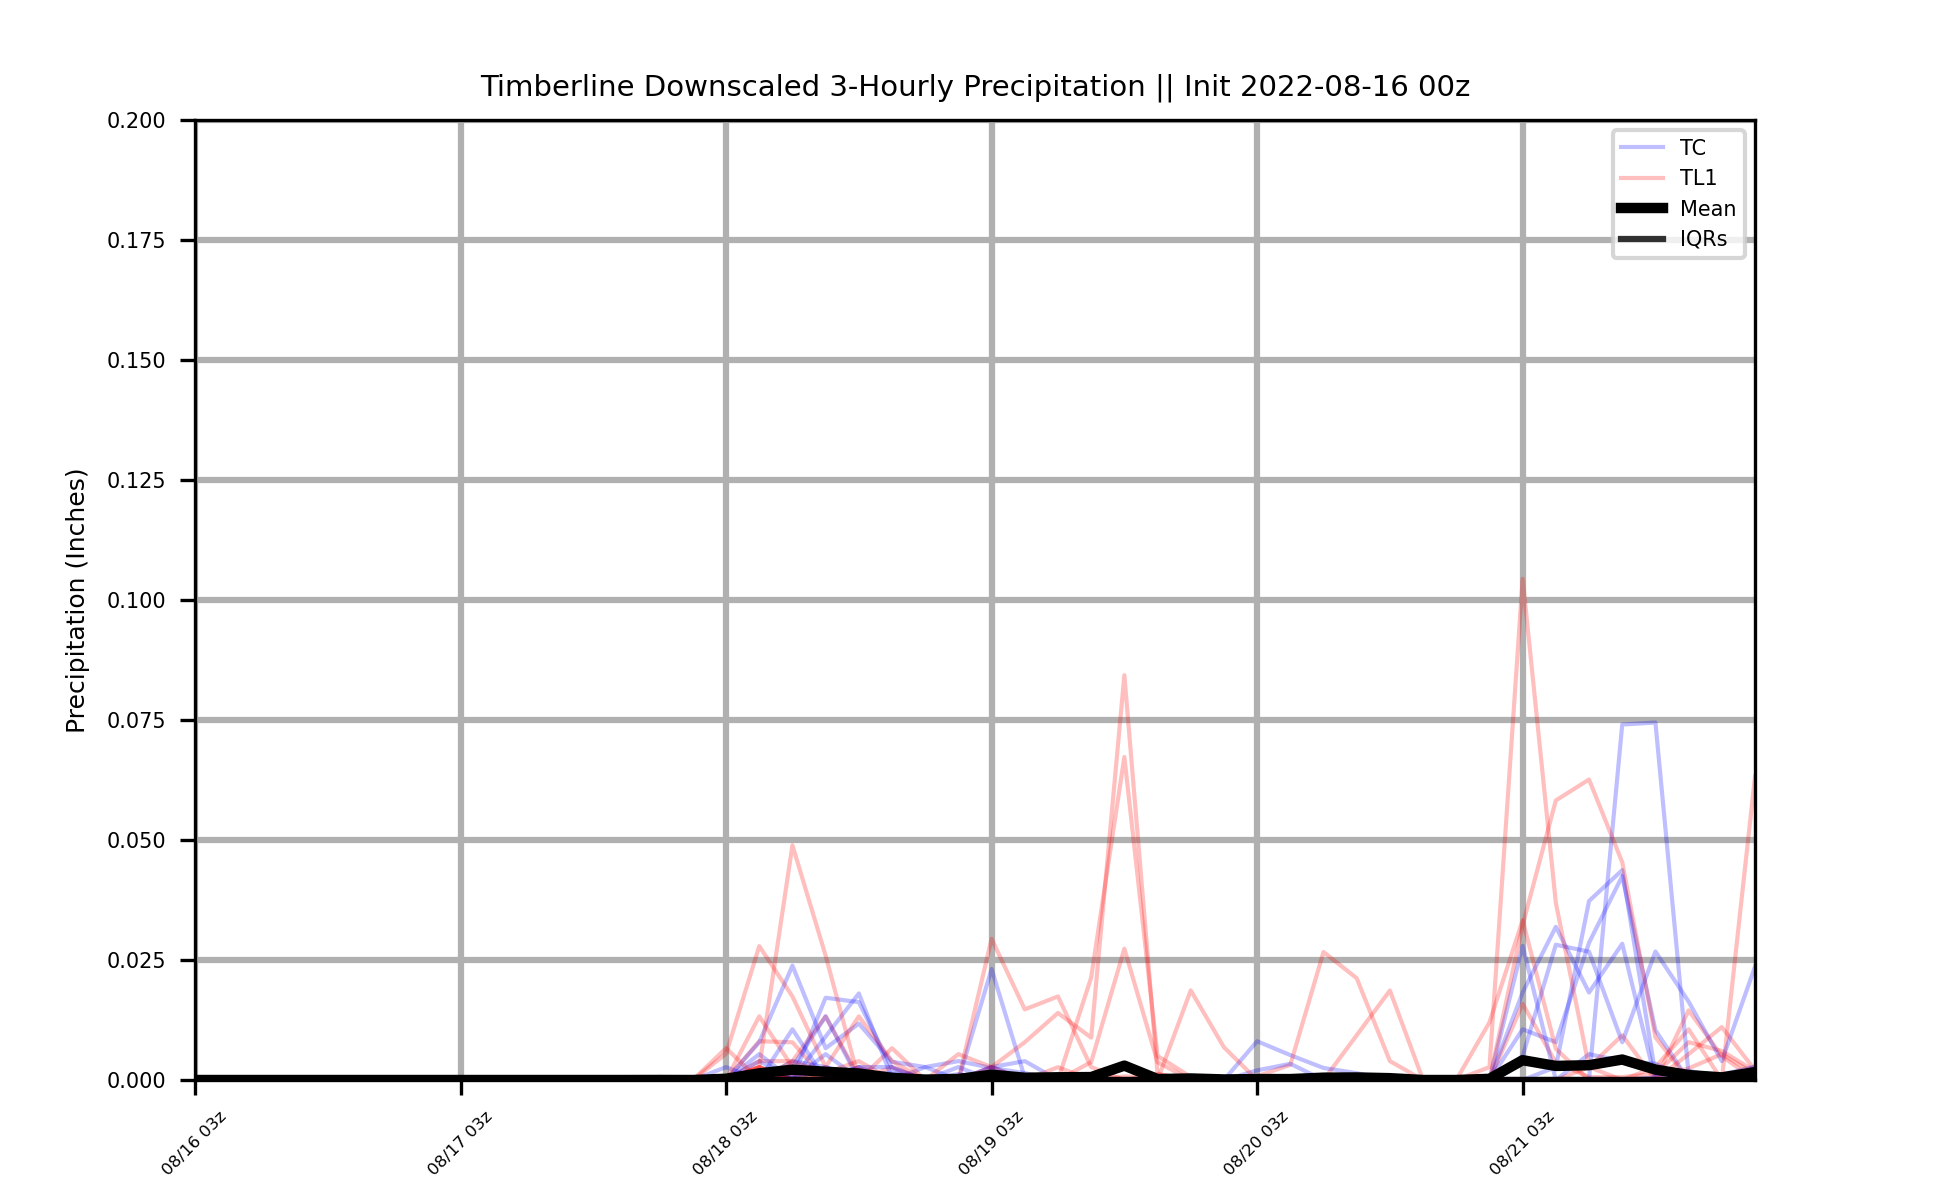 Timberline Downscaled 3-Hourly Precipitation || Init 2022-08-16 00z
0.200
0.175
0.150
0.125
0.100
0.075
0.050
0.025
0.000
Precipitation (Inches)
TC
TL1
Mean
IQRs
08/16 03z
08/17 03z
08/18 03z
08/19 03z
08/20 03z
08/21 03z